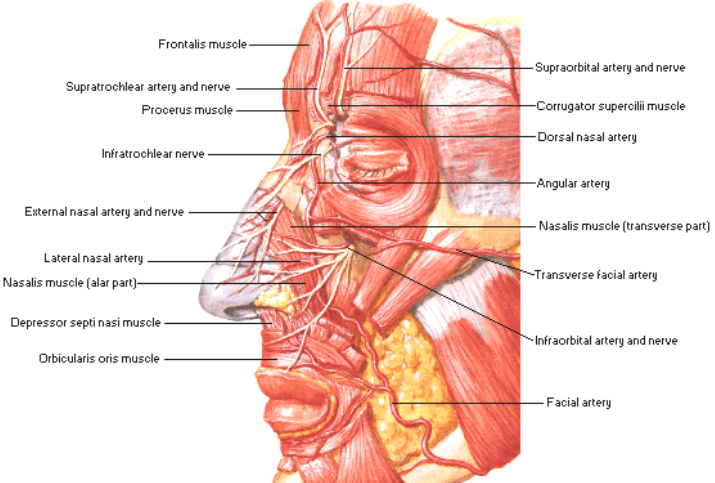 Frontalis muscle
Supratrochlear artery and nerve
Procerus muscle
Infratrochlear nerve
External nasal artery and nerve
Lateral nasal artery
Nasalis muscle (alar part)
Depressor septi nasi muscle
Orbicularis oris muscle
Supraorbital artery and nerve
Corrugator supercilii muscle
Dorsal nasal artery
Angular artery
Nasalis muscle (transverse part)
Transverse facial artery
Infraorbital artery and nerve
Facial artery